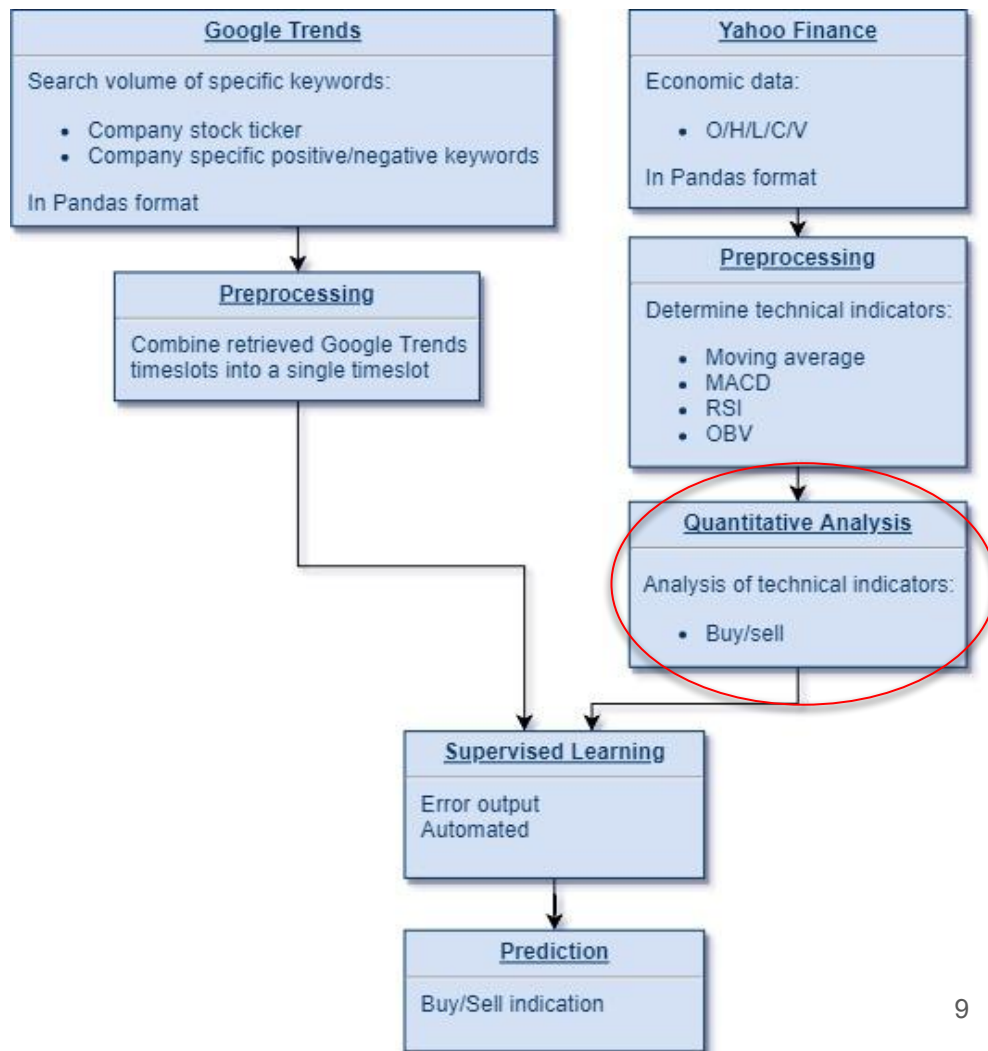 Google Trends
Search volume of specific keywords:
• Company stock ticker
• Company specific positive/negative keywords
In Pandas format
Yahoo Finance
Economic data:
• O/H/L/C/V
In Pandas format
Preprocessing
Combine retrieved Google Trends
timeslots into a single timeslot
Preprocessing
Determine technical indicators:
• Moving average
• MACD
• RSI
• OBV
Quantitative Analysis
Analysis of technical indicators:
• Buy/sell
Supervised Learning
Error output
Automated
Prediction
Buy/Sell indication
9